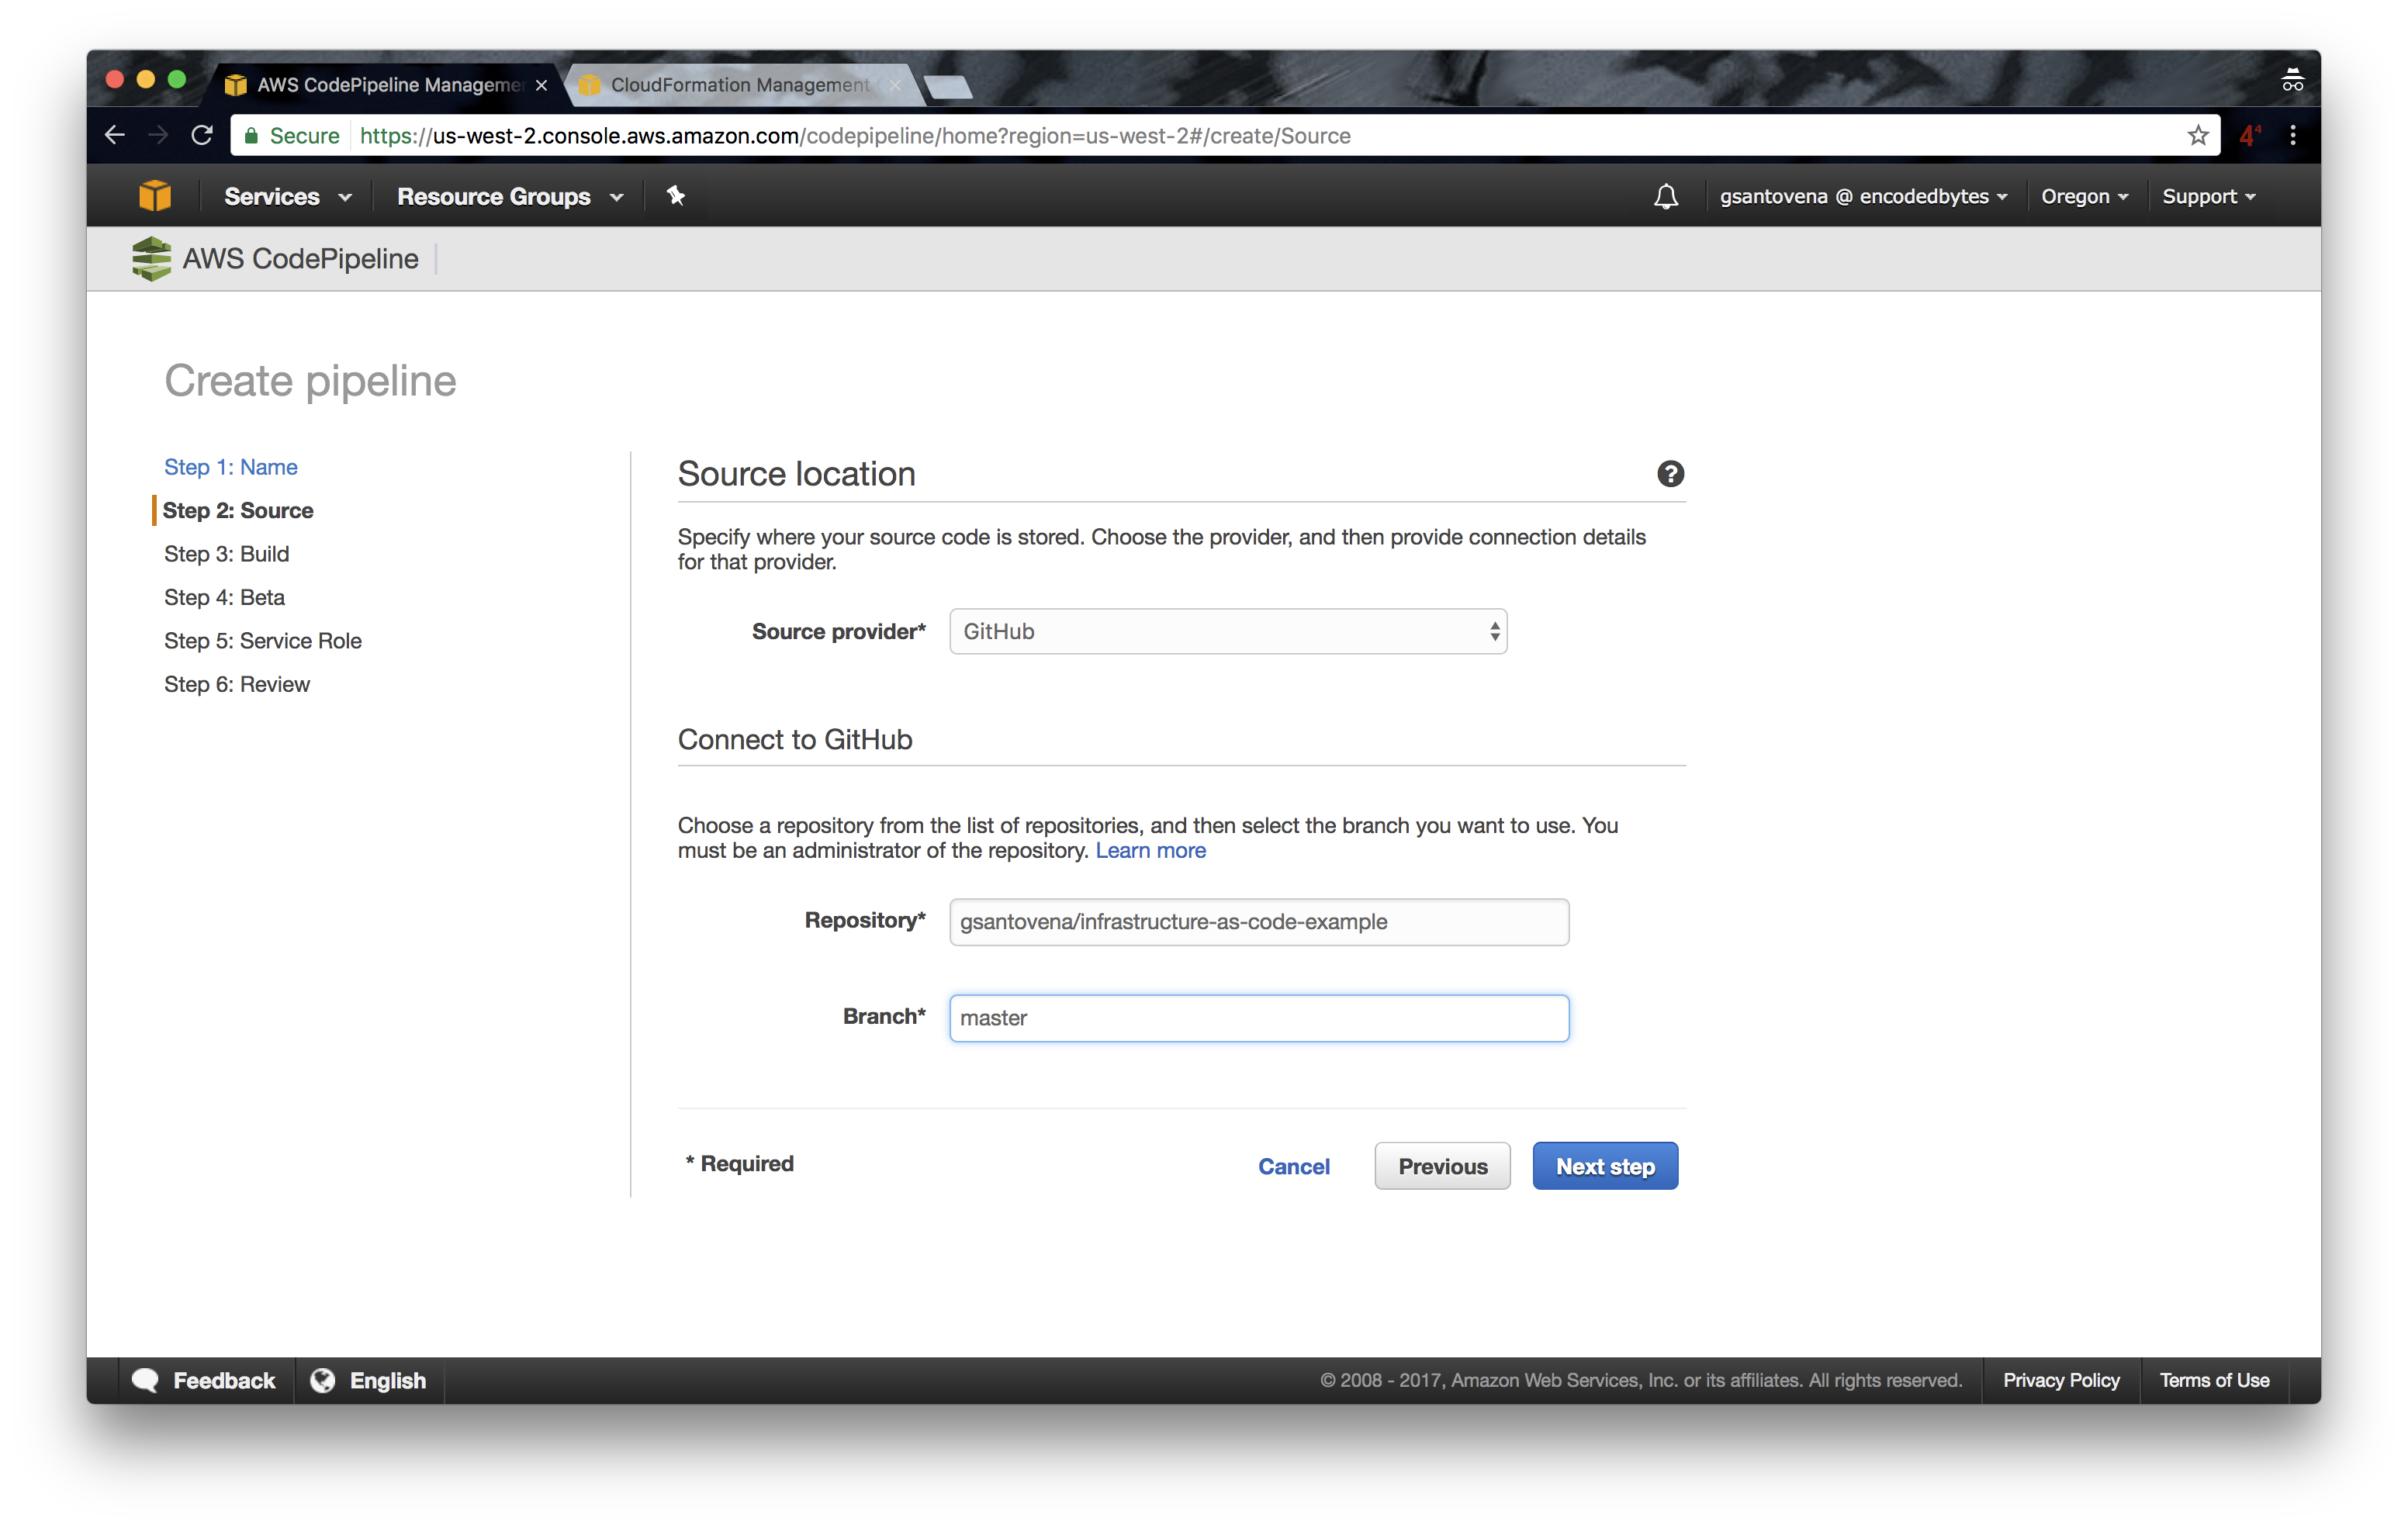 AWS CodePipeline Manageme
CloudFormation Management
Secure https://us-west-2.console.aws.amazon.com/codepipeline/home?region=us-west-2#/create/Source
4⁴
Services Resource Groups gsantovena @ encodedbytes Oregon Support
AWS CodePipeline
Create pipeline
Step 1: Name
Step 2: Source
Step 3: Build
Step 4: Beta
Step 5: Service Role
Step 6: Review
Source location
Specify where your source code is stored. Choose the provider, and then provide connection details
for that provider.
Source provider* GitHub
Connect to GitHub
Choose a repository from the list of repositories, and then select the branch you want to use. You
must be an administrator of the repository. Learn more
Repository* gsantovena/infrastructure-as-code-example
Branch* master
* Required Cancel Previous Next step
Feedback English © 2008 - 2017, Amazon Web Services, Inc. or its affiliates. All rights reserved. Privacy Policy Terms of Use